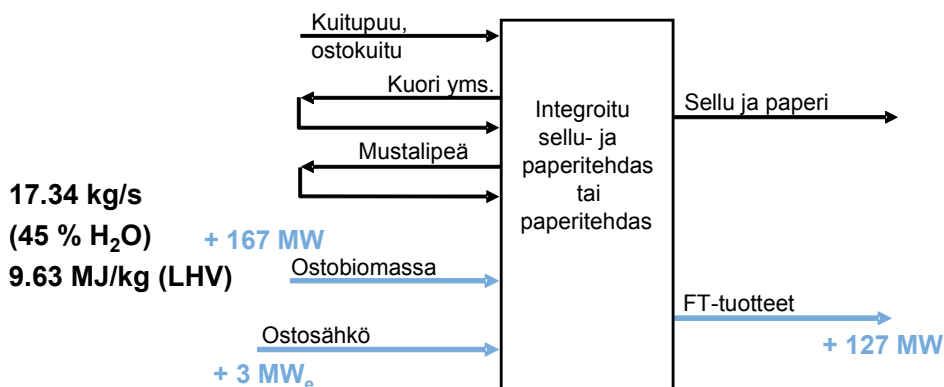 Kuitupuu,
ostokuitu
Kuori yms.
Mustalipeä
17.34 kg/s
(45 % H₂O)
+ 167 MW
9.63 MJ/kg (LHV)
Ostobiomassa
Ostosähkö
+ 3 MWₑ
Integroitu
sellu- ja
paperitehdas
tai
paperitehdas
Sellu ja paperi
FT-tuotteet
+ 127 MW